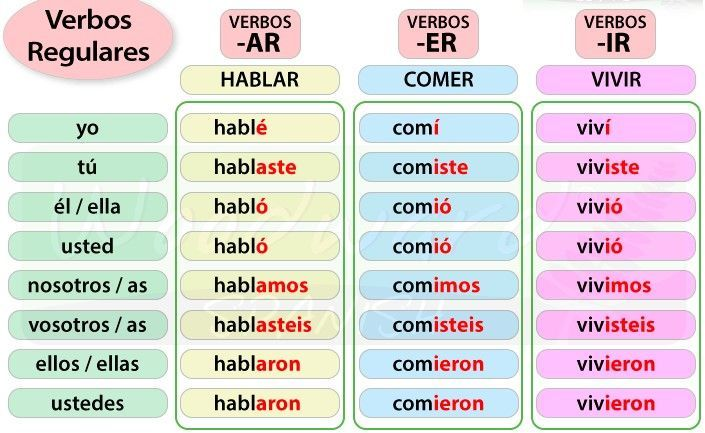 Verbos
Regulares
VERBOS
-AR
VERBOS
-ER
VERBOS
-IR
HABLAR COMER VIVIR
yo hablé comí viví
tú hablaste comiste viviste
él / ella habló comió vivió
usted habló comió vivió
nosotros / as hablamos comimos vivimos
vosotros / as hablasteis comisteis vivisteis
ellos / ellas hablaron comieron vivieron
ustedes hablaron comieron vivieron
Woodward
SPANISH